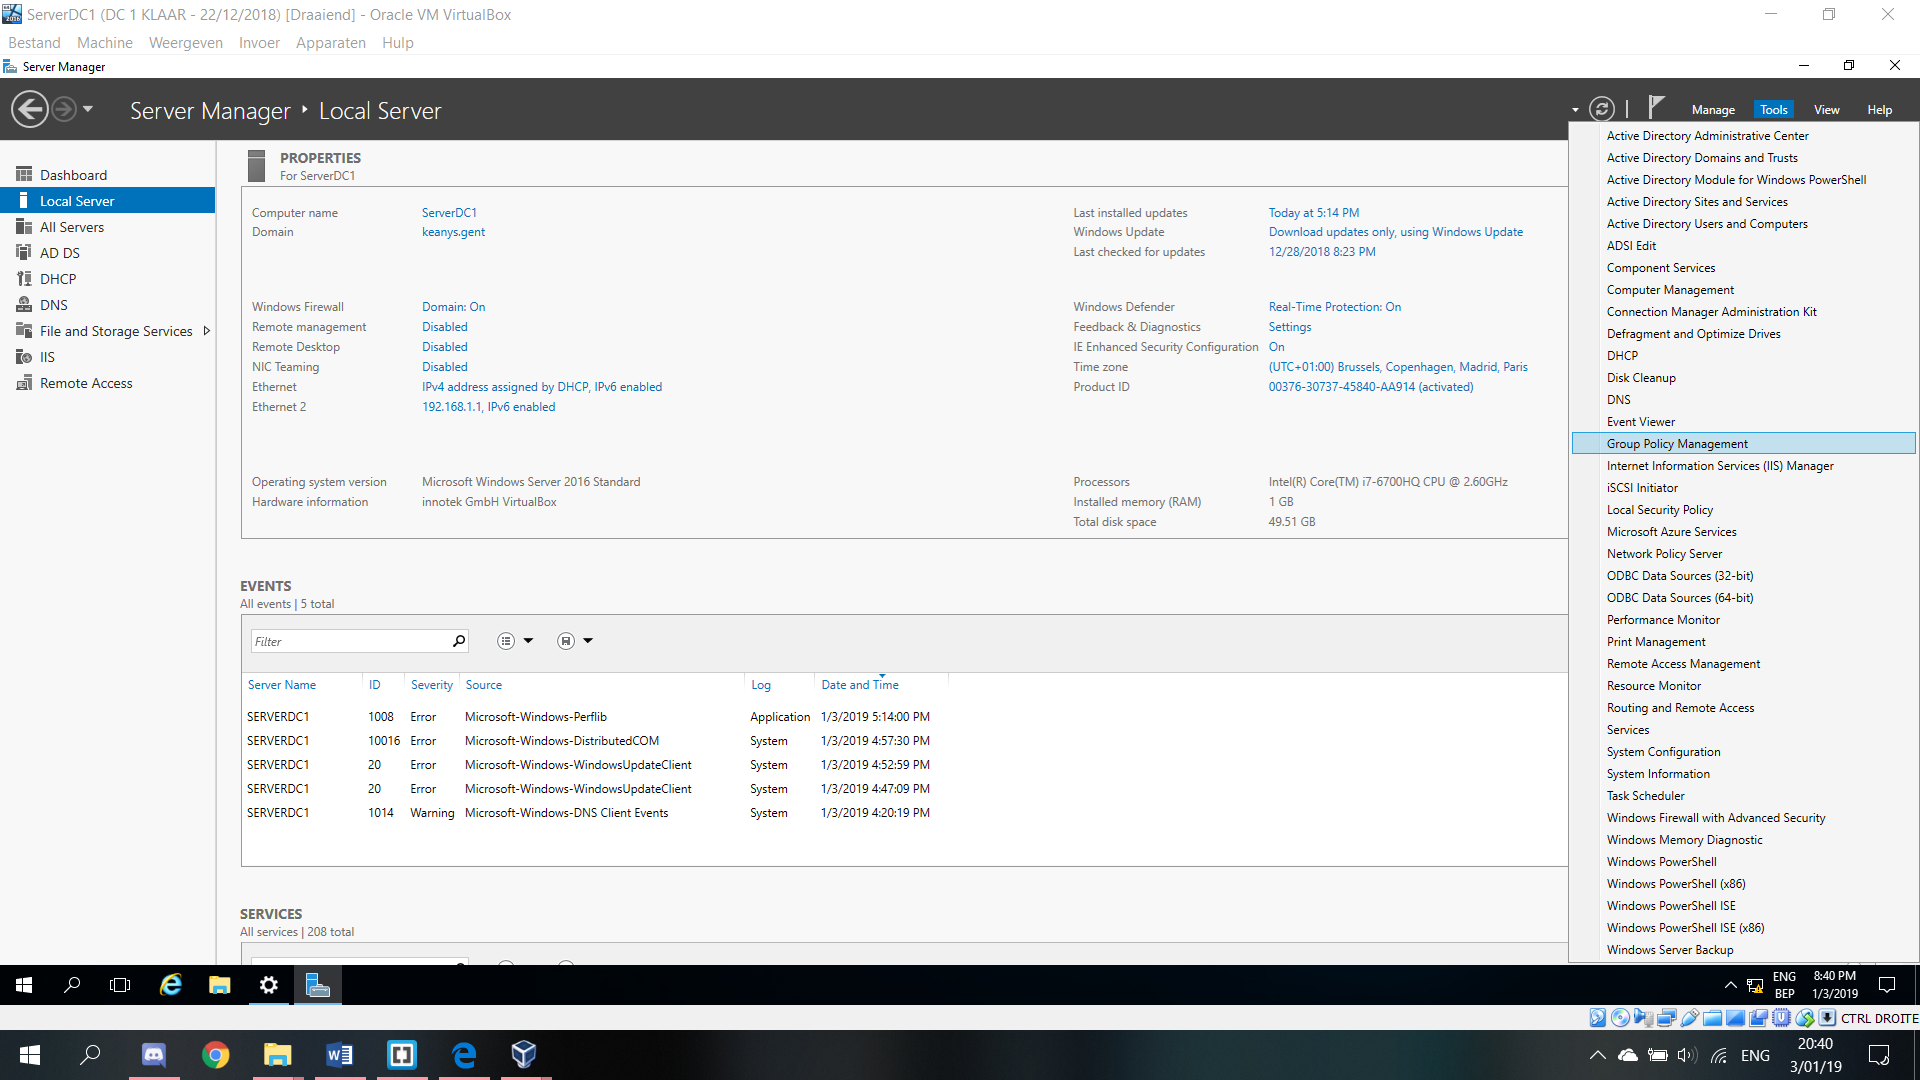 ServerDC1 (DC 1 KLAAR - 22/12/2018) [Draaiend] - Oracle VM VirtualBox
Bestand Machine Weergeven Invoer Apparaten Hulp
Server Manager
Server Manager ‣ Local Server
Manage Tools View Help
Dashboard
Local Server
All Servers
AD DS
DHCP
DNS
File and Storage Services
IIS
Remote Access
PROPERTIES
For ServerDC1
Computer name ServerDC1
Domain keanys.gent
Last installed updates Today at 5:14 PM
Windows Update Download updates only, using Windows Update
Last checked for updates 12/28/2018 8:23 PM
Windows Firewall Domain: On
Remote management Disabled
Remote Desktop Disabled
NIC Teaming Disabled
Ethernet IPv4 address assigned by DHCP, IPv6 enabled
Ethernet 2 192.168.1.1, IPv6 enabled
Windows Defender Real-Time Protection: On
Feedback & Diagnostics Settings
IE Enhanced Security Configuration On
Time zone (UTC+01:00) Brussels, Copenhagen, Madrid, Paris
Product ID 00376-30737-45840-AA914 (activated)
Operating system version Microsoft Windows Server 2016 Standard
Hardware information innotek GmbH VirtualBox
Processors Intel(R) Core(TM) i7-6700HQ CPU @ 2.60GHz
Installed memory (RAM) 1 GB
Total disk space 49.51 GB
EVENTS
All events | 5 total
Filter
Server Name ID Severity Source Log Date and Time
SERVERDC1 1008 Error Microsoft-Windows-Perflib Application 1/3/2019 5:14:00 PM
SERVERDC1 10016 Error Microsoft-Windows-DistributedCOM System 1/3/2019 4:57:30 PM
SERVERDC1 20 Error Microsoft-Windows-WindowsUpdateClient System 1/3/2019 4:52:59 PM
SERVERDC1 20 Error Microsoft-Windows-WindowsUpdateClient System 1/3/2019 4:47:09 PM
SERVERDC1 1014 Warning Microsoft-Windows-DNS Client Events System 1/3/2019 4:20:19 PM
SERVICES
All services | 208 total
Active Directory Administrative Center
Active Directory Domains and Trusts
Active Directory Module for Windows PowerShell
Active Directory Sites and Services
Active Directory Users and Computers
ADSI Edit
Component Services
Computer Management
Connection Manager Administration Kit
Defragment and Optimize Drives
DHCP
Disk Cleanup
DNS
Event Viewer
Group Policy Management
Internet Information Services (IIS) Manager
iSCSI Initiator
Local Security Policy
Microsoft Azure Services
Network Policy Server
ODBC Data Sources (32-bit)
ODBC Data Sources (64-bit)
Performance Monitor
Print Management
Remote Access Management
Resource Monitor
Routing and Remote Access
Services
System Configuration
System Information
Task Scheduler
Windows Firewall with Advanced Security
Windows Memory Diagnostic
Windows PowerShell
Windows PowerShell (x86)
Windows PowerShell ISE
Windows PowerShell ISE (x86)
Windows Server Backup
ENG 8:40 PM
BEP 1/3/2019
CTRL DROITE
ENG
20:40
3/01/19